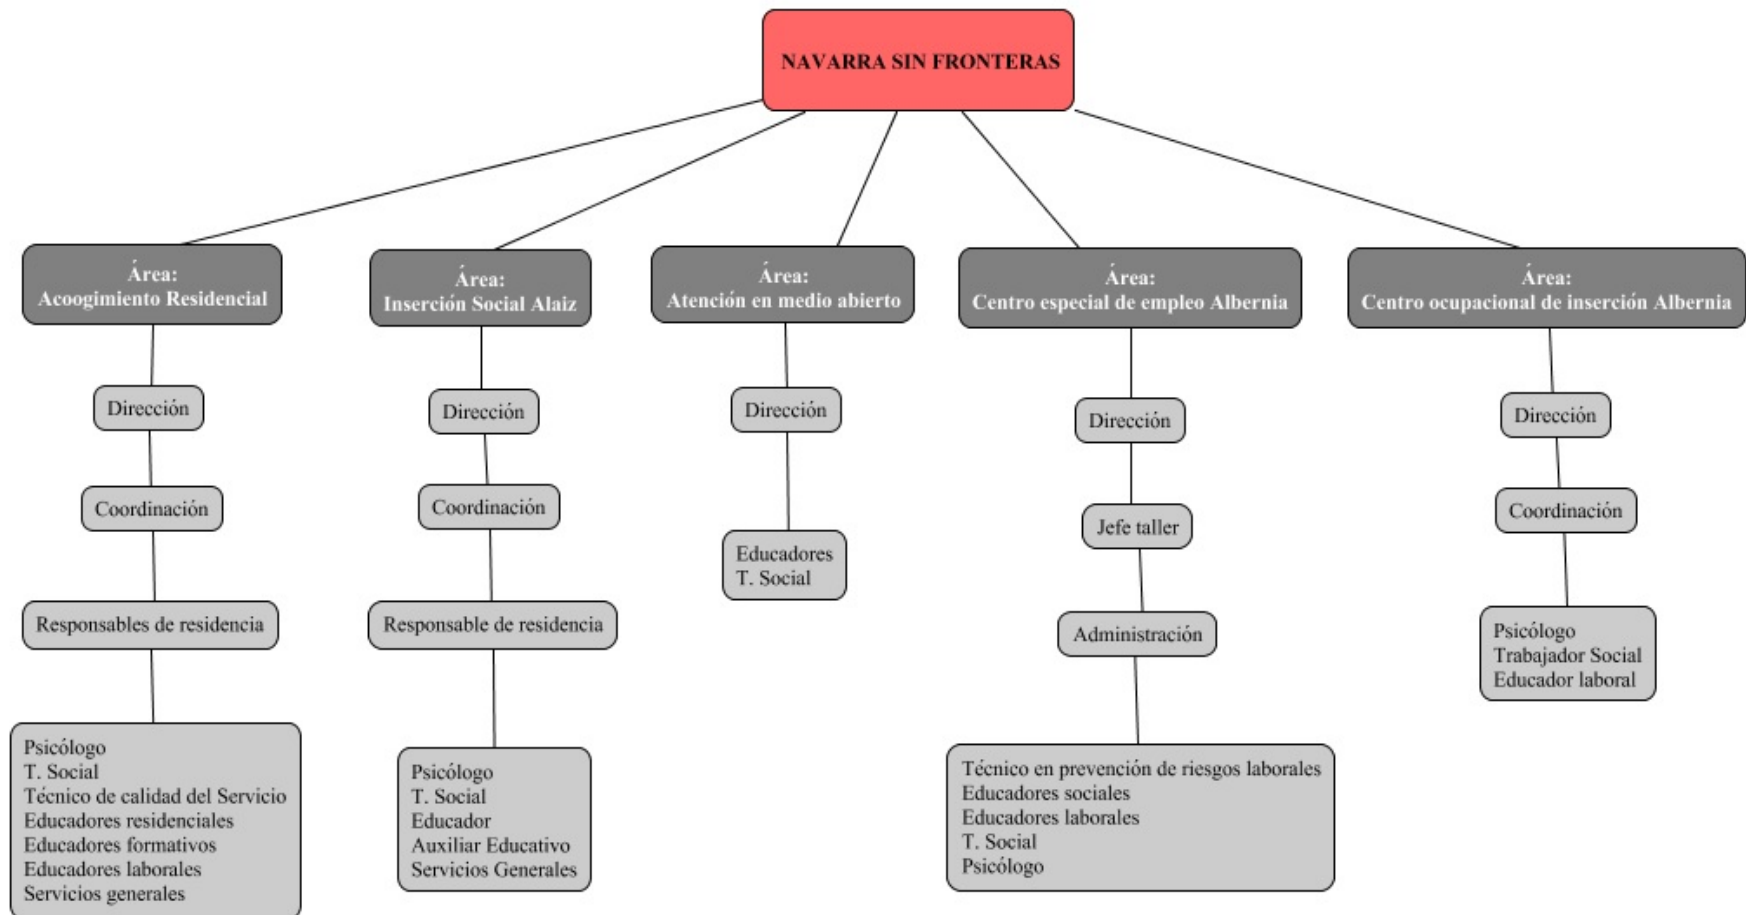 NAVARRA SIN FRONTERAS
Área:
Acoogimiento Residencial
Dirección
Coordinación
Responsables de residencia
Psicólogo
T. Social
Técnico de calidad del Servicio
Educadores residenciales
Educadores formativos
Educadores laborales
Servicios generales
Área:
Inserción Social Alaiz
Dirección
Coordinación
Responsable de residencia
Psicólogo
T. Social
Educador
Auxiliar Educativo
Servicios Generales
Área:
Atención en medio abierto
Dirección
Educadores
T. Social
Área:
Centro especial de empleo Albernia
Dirección
Jefe taller
Administración
Técnico en prevención de riesgos laborales
Educadores sociales
Educadores laborales
T. Social
Psicólogo
Área:
Centro ocupacional de inserción Albernia
Dirección
Coordinación
Psicólogo
Trabajador Social
Educador laboral